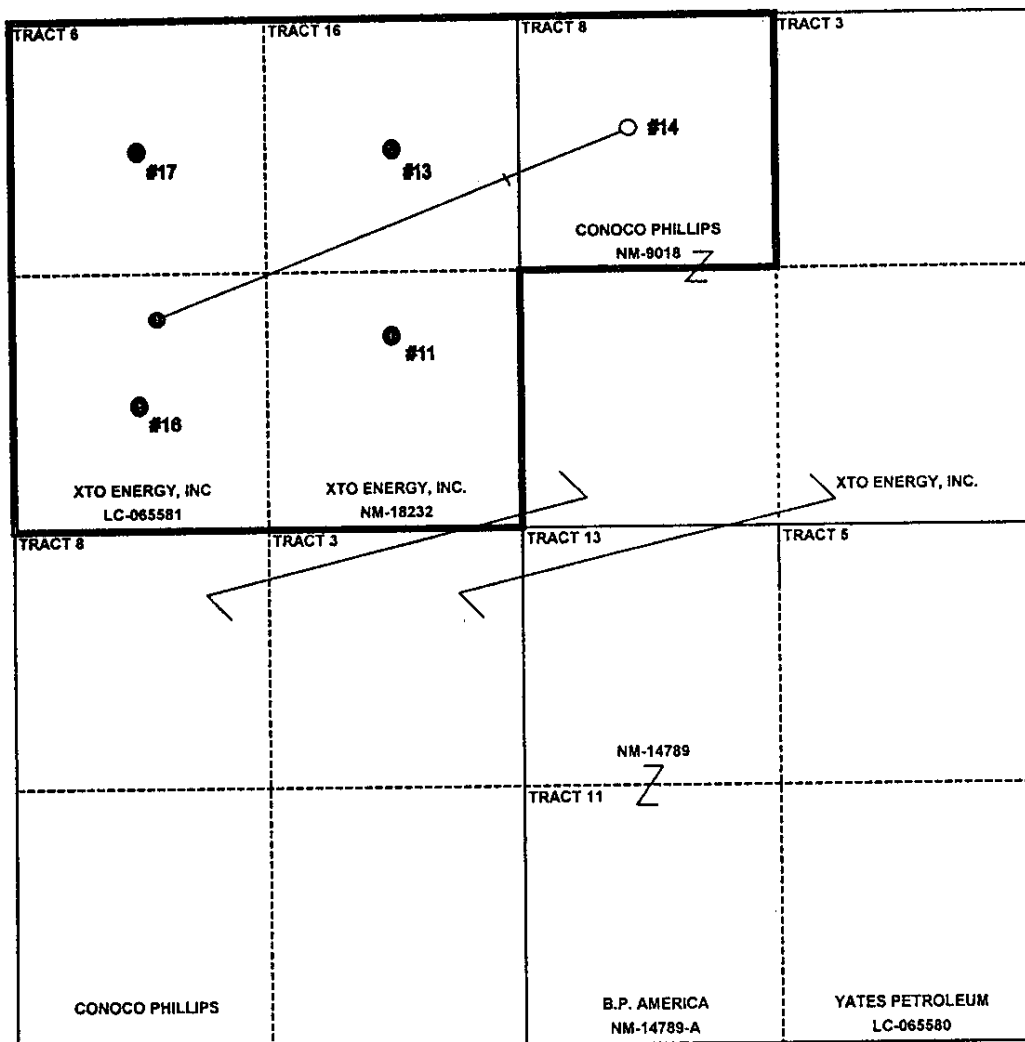 TRACT 6
TRACT 16
TRACT 8
TRACT 3
#17
#13
#14
CONOCO PHILLIPS
NM-9018
#11
#16
XTO ENERGY, INC
LC-065581
XTO ENERGY, INC.
NM-18232
XTO ENERGY, INC.
TRACT 8
TRACT 3
TRACT 13
TRACT 5
NM-14789
TRACT 11
CONOCO PHILLIPS
B.P. AMERICA
NM-14789-A
YATES PETROLEUM
LC-065580